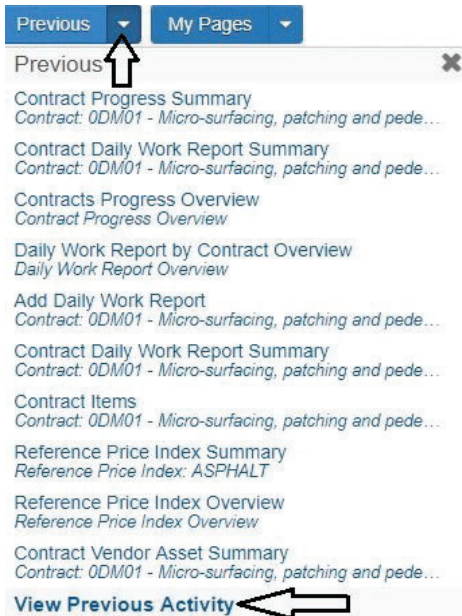 Previous My Pages
Previous
Contract Progress Summary
Contract: 0DM01 - Micro-surfacing, patching and pede…
Contract Daily Work Report Summary
Contract: 0DM01 - Micro-surfacing, patching and pede…
Contracts Progress Overview
Contract Progress Overview
Daily Work Report by Contract Overview
Daily Work Report Overview
Add Daily Work Report
Contract: 0DM01 - Micro-surfacing, patching and pede…
Contract Daily Work Report Summary
Contract: 0DM01 - Micro-surfacing, patching and pede…
Contract Items
Contract: 0DM01 - Micro-surfacing, patching and pede…
Reference Price Index Summary
Reference Price Index: ASPHALT
Reference Price Index Overview
Reference Price Index Overview
Contract Vendor Asset Summary
Contract: 0DM01 - Micro-surfacing, patching and pede…
View Previous Activity